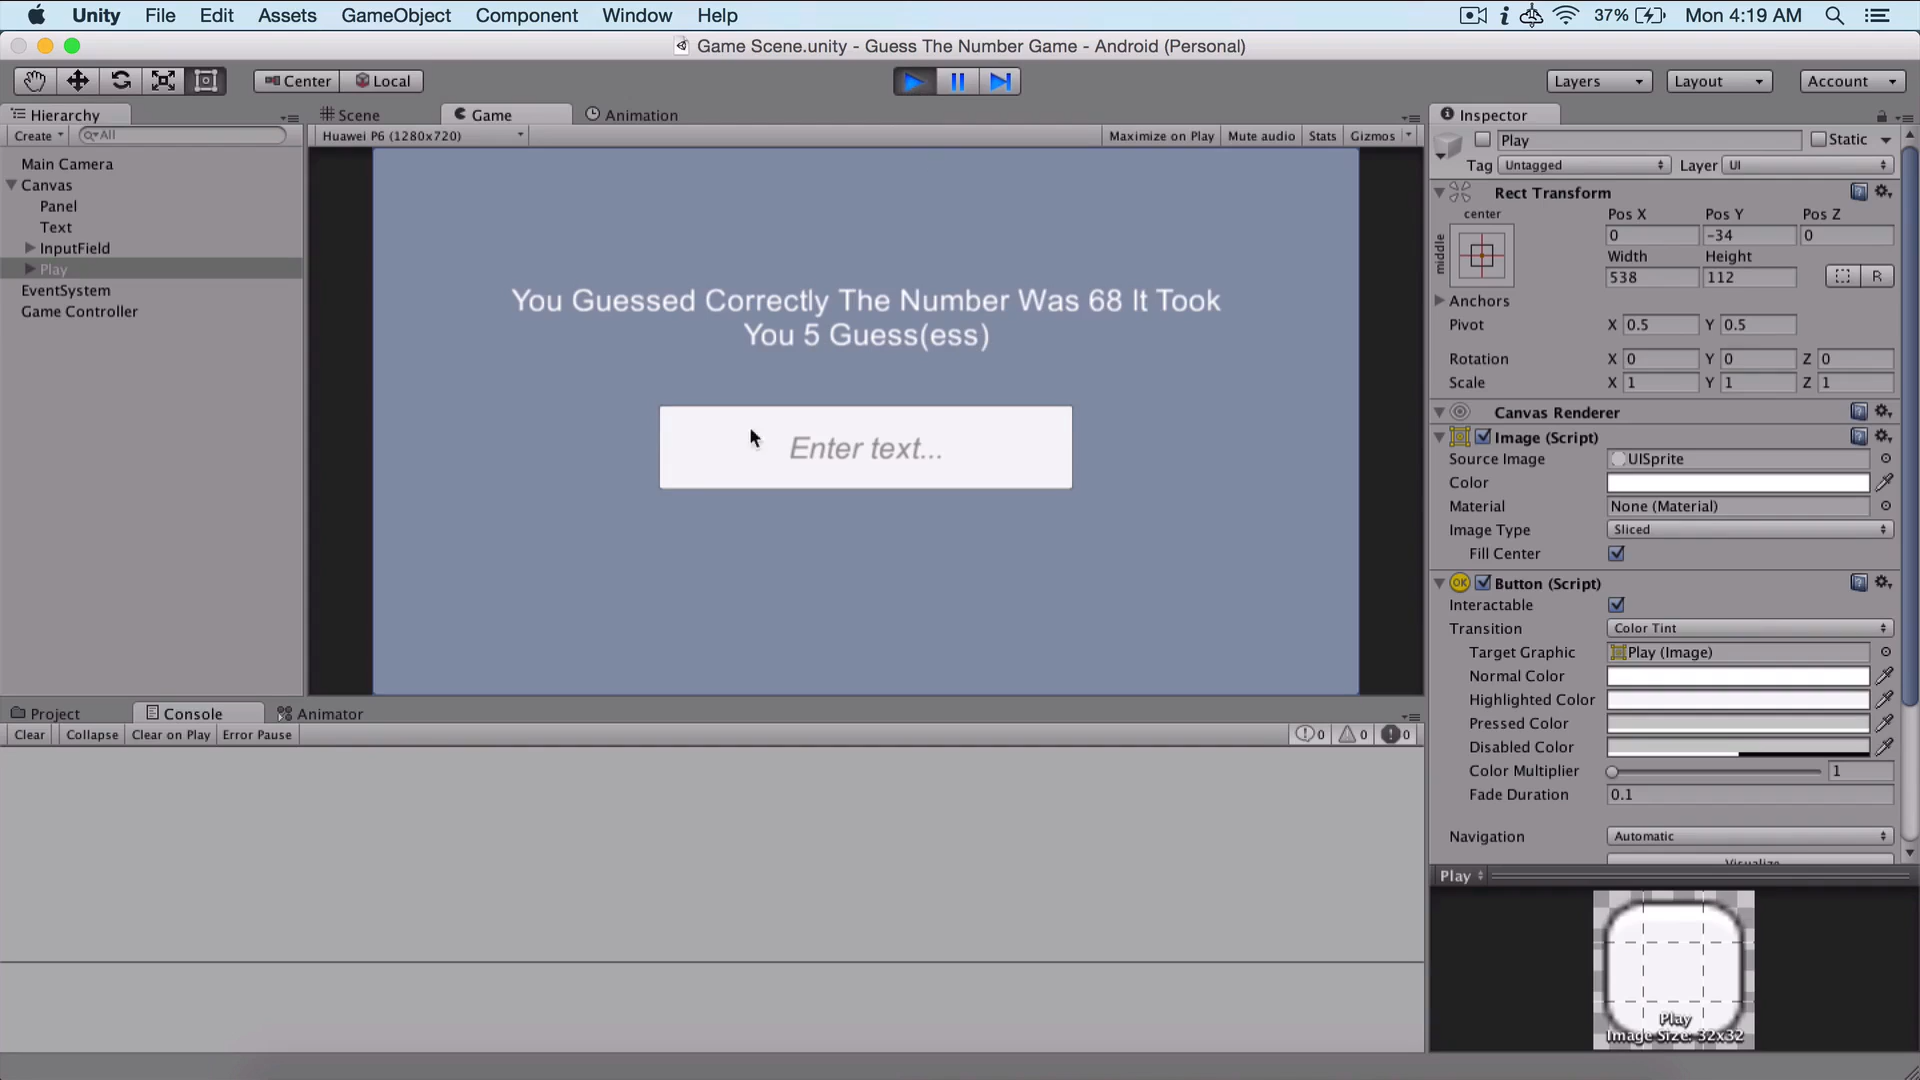 Unity File Edit Assets GameObject Component Window Help 37% Mon 4:19 AM
Game Scene.unity - Guess The Number Game - Android (Personal)
Center Local Layers Layout Account
Hierarchy
Create All
Main Camera
Canvas
Panel
Text
InputField
Play
EventSystem
Game Controller
Scene Game Animation
Huawei P6 (1280x720) Maximize on Play Mute audio Stats Gizmos
You Guessed Correctly The Number Was 68 It Took
You 5 Guess(ess)
Enter text...
Project Console Animator
Clear Collapse Clear on Play Error Pause 0 0 0
Inspector
Play Static
Tag Untagged Layer UI
Rect Transform
center Pos X Pos Y Pos Z
middle 0 -34 0
Width Height
538 112 R
Anchors
Pivot X 0.5 Y 0.5
Rotation X 0 Y 0 Z 0
Scale X 1 Y 1 Z 1
Canvas Renderer
Image (Script)
Source Image UISprite
Color
Material None (Material)
Image Type Sliced
Fill Center
OK Button (Script)
Interactable
Transition Color Tint
Target Graphic Play (Image)
Normal Color
Highlighted Color
Pressed Color
Disabled Color
Color Multiplier 1
Fade Duration 0.1
Navigation Automatic
Visualize
Play
Play
Image Size: 32x32